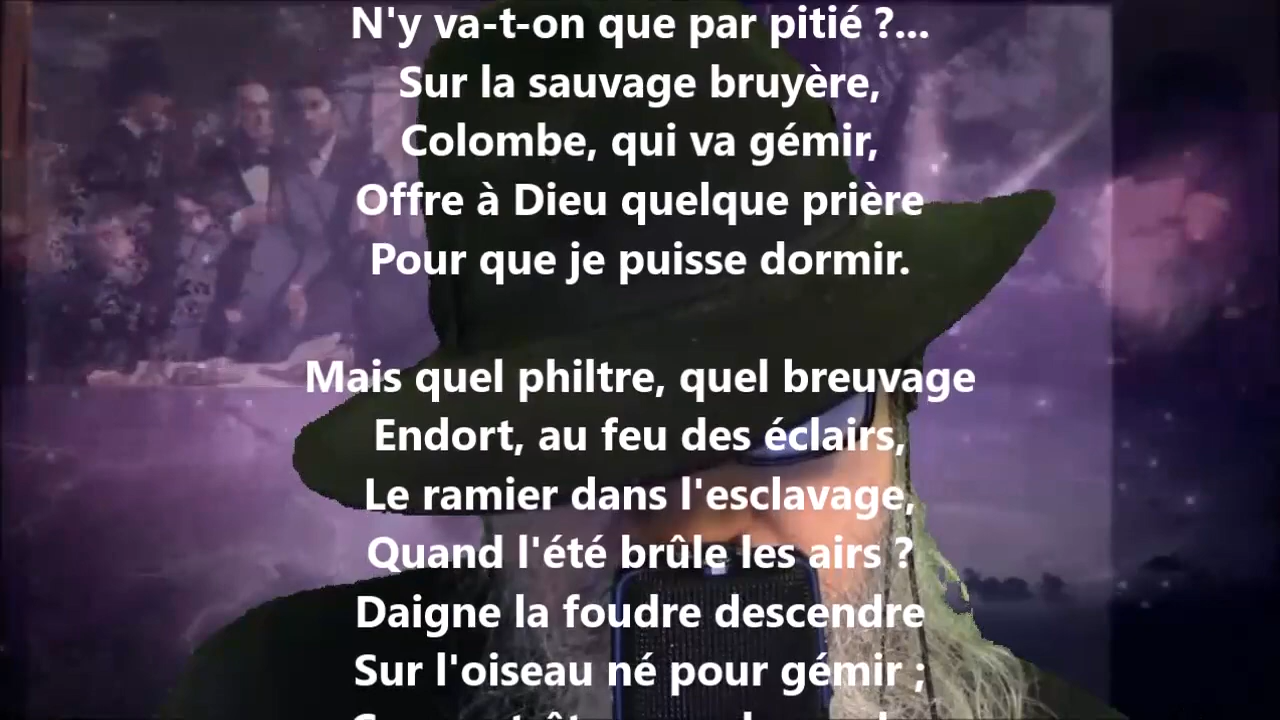 N'y va-t-on que par pitié ?...
Sur la sauvage bruyère,
Colombe, qui va gémir,
Offre à Dieu quelque prière
Pour que je puisse dormir.
Mais quel philtre, quel breuvage
Endort, au feu des éclairs,
Le ramier dans l'esclavage,
Quand l'été brûle les airs ?
Daigne la foudre descendre
Sur l'oiseau né pour gémir ;